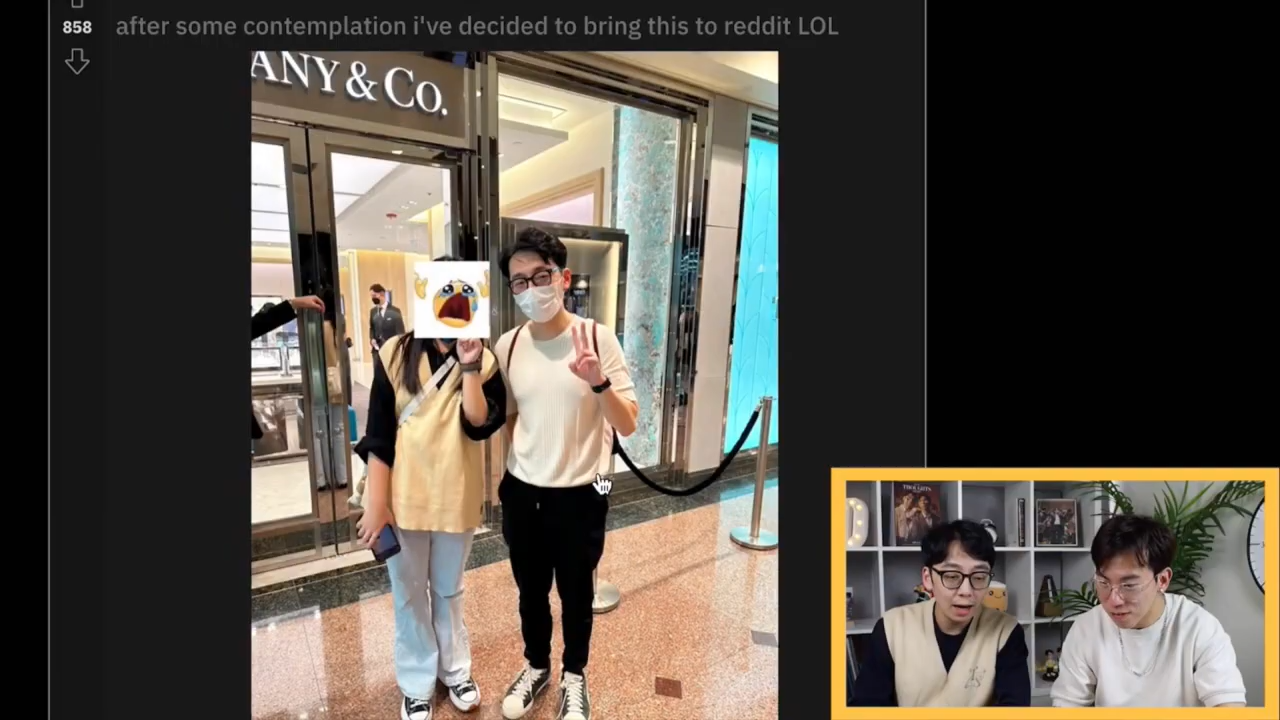 858
after some contemplation i've decided to bring this to reddit LOL
ANY & CO.